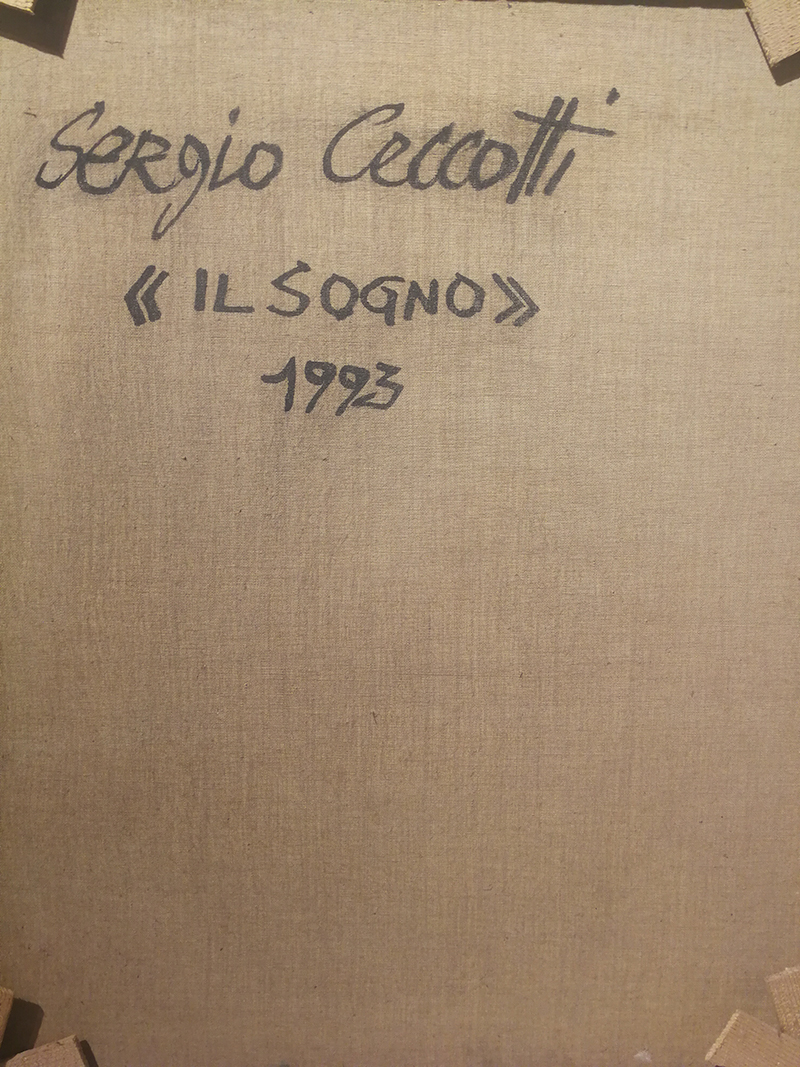 Sergio Ceccotti
« IL SOGNO »
1993